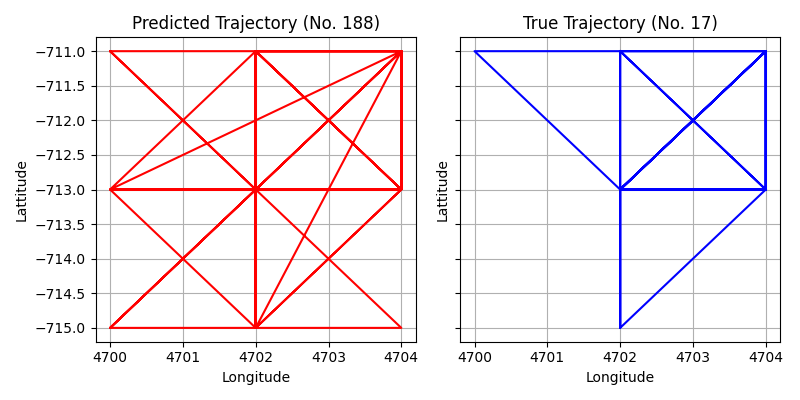 Predicted Trajectory (No. 188)
True Trajectory (No. 17)
Lattitude
−711.0
−711.5
−712.0
−712.5
−713.0
−713.5
−714.0
−714.5
−715.0
Lattitude
4700 4701 4702 4703 4704
4700 4701 4702 4703 4704
Longitude
Longitude